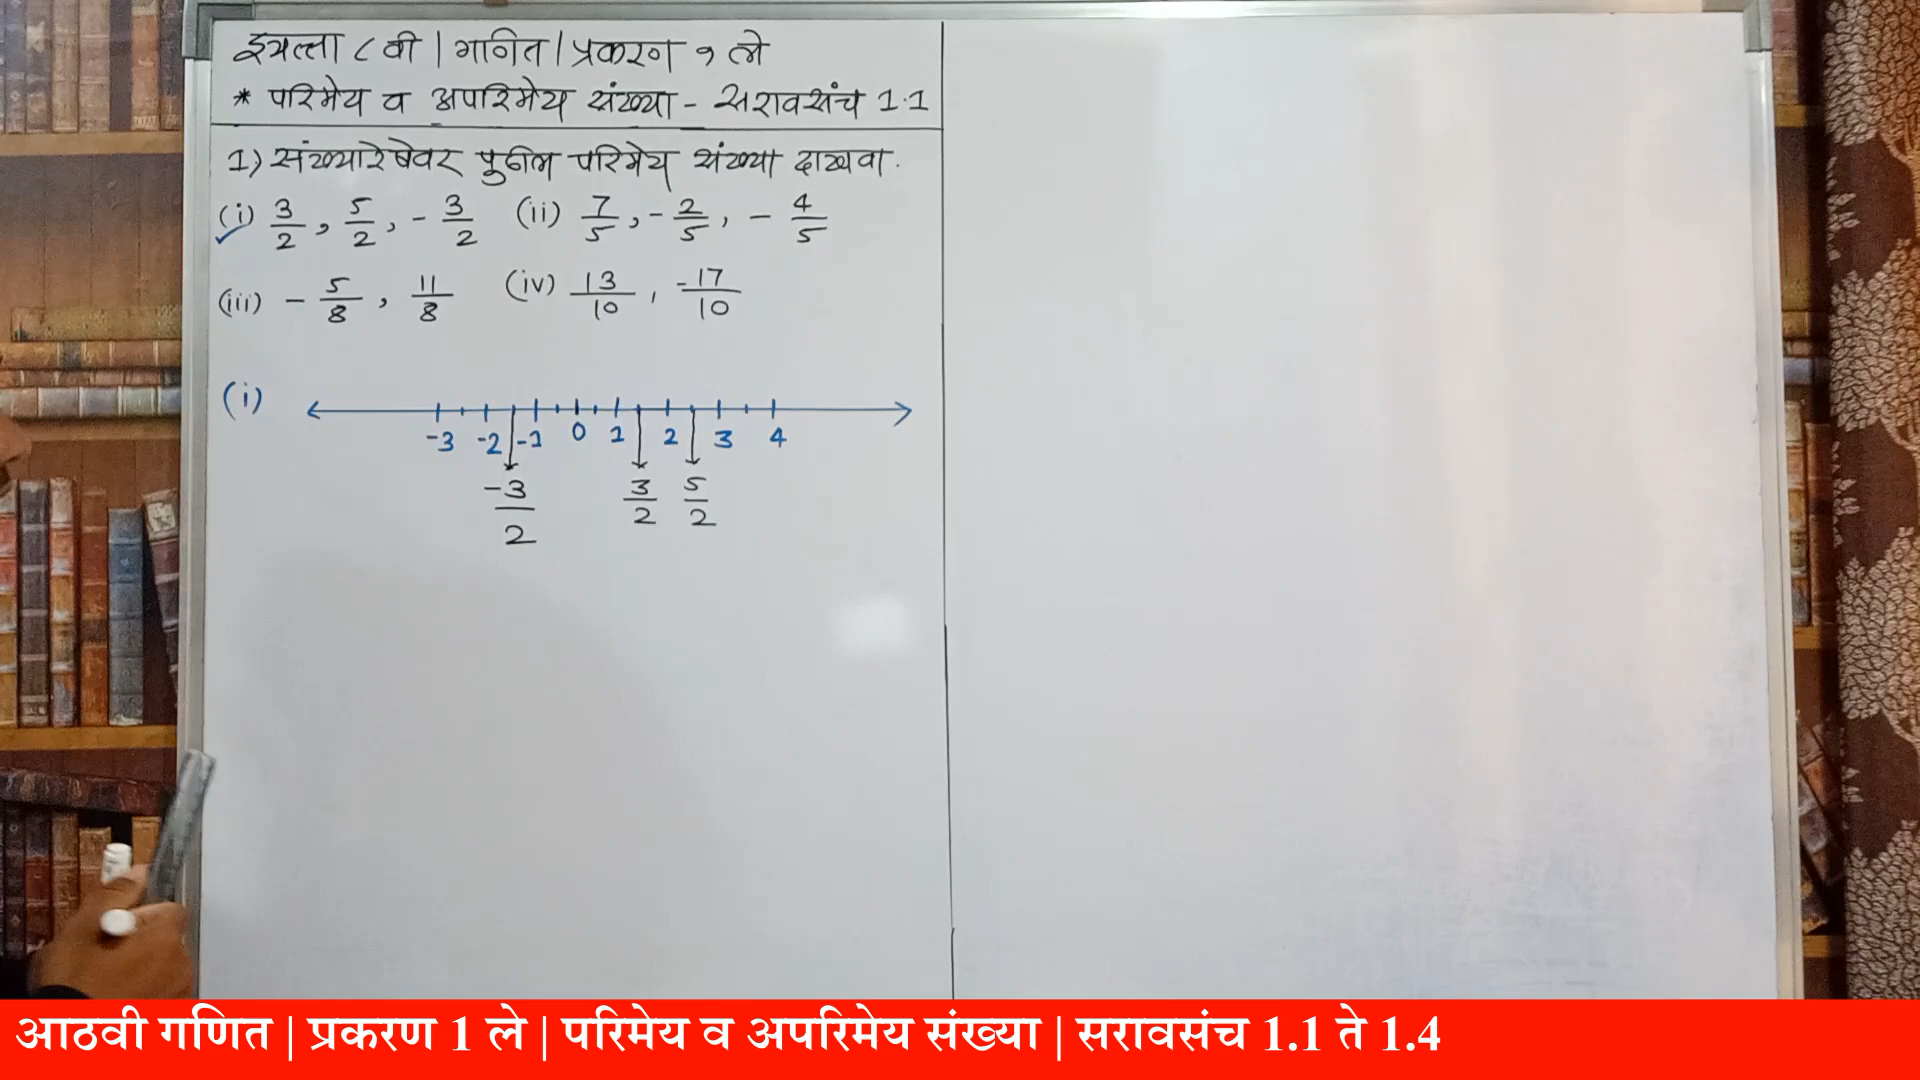 इयत्ता ८ वी | गणित | प्रकरण १ ले
* परिमेय व अपरिमेय संख्या - सरावसंच 1.1
1) संख्यारेषेवर पुढील परिमेय संख्या दाखवा.
(i) 3/2, 5/2, - 3/2 (ii) 7/5, - 2/5, - 4/5
(iii) - 5/8, 11/8 (iv) 13/10, -17/10
(i)
-3 -2 -1 0 1 2 3 4
-3/2 3/2 5/2
आठवी गणित | प्रकरण 1 ले | परिमेय व अपरिमेय संख्या | सरावसंच 1.1 ते 1.4